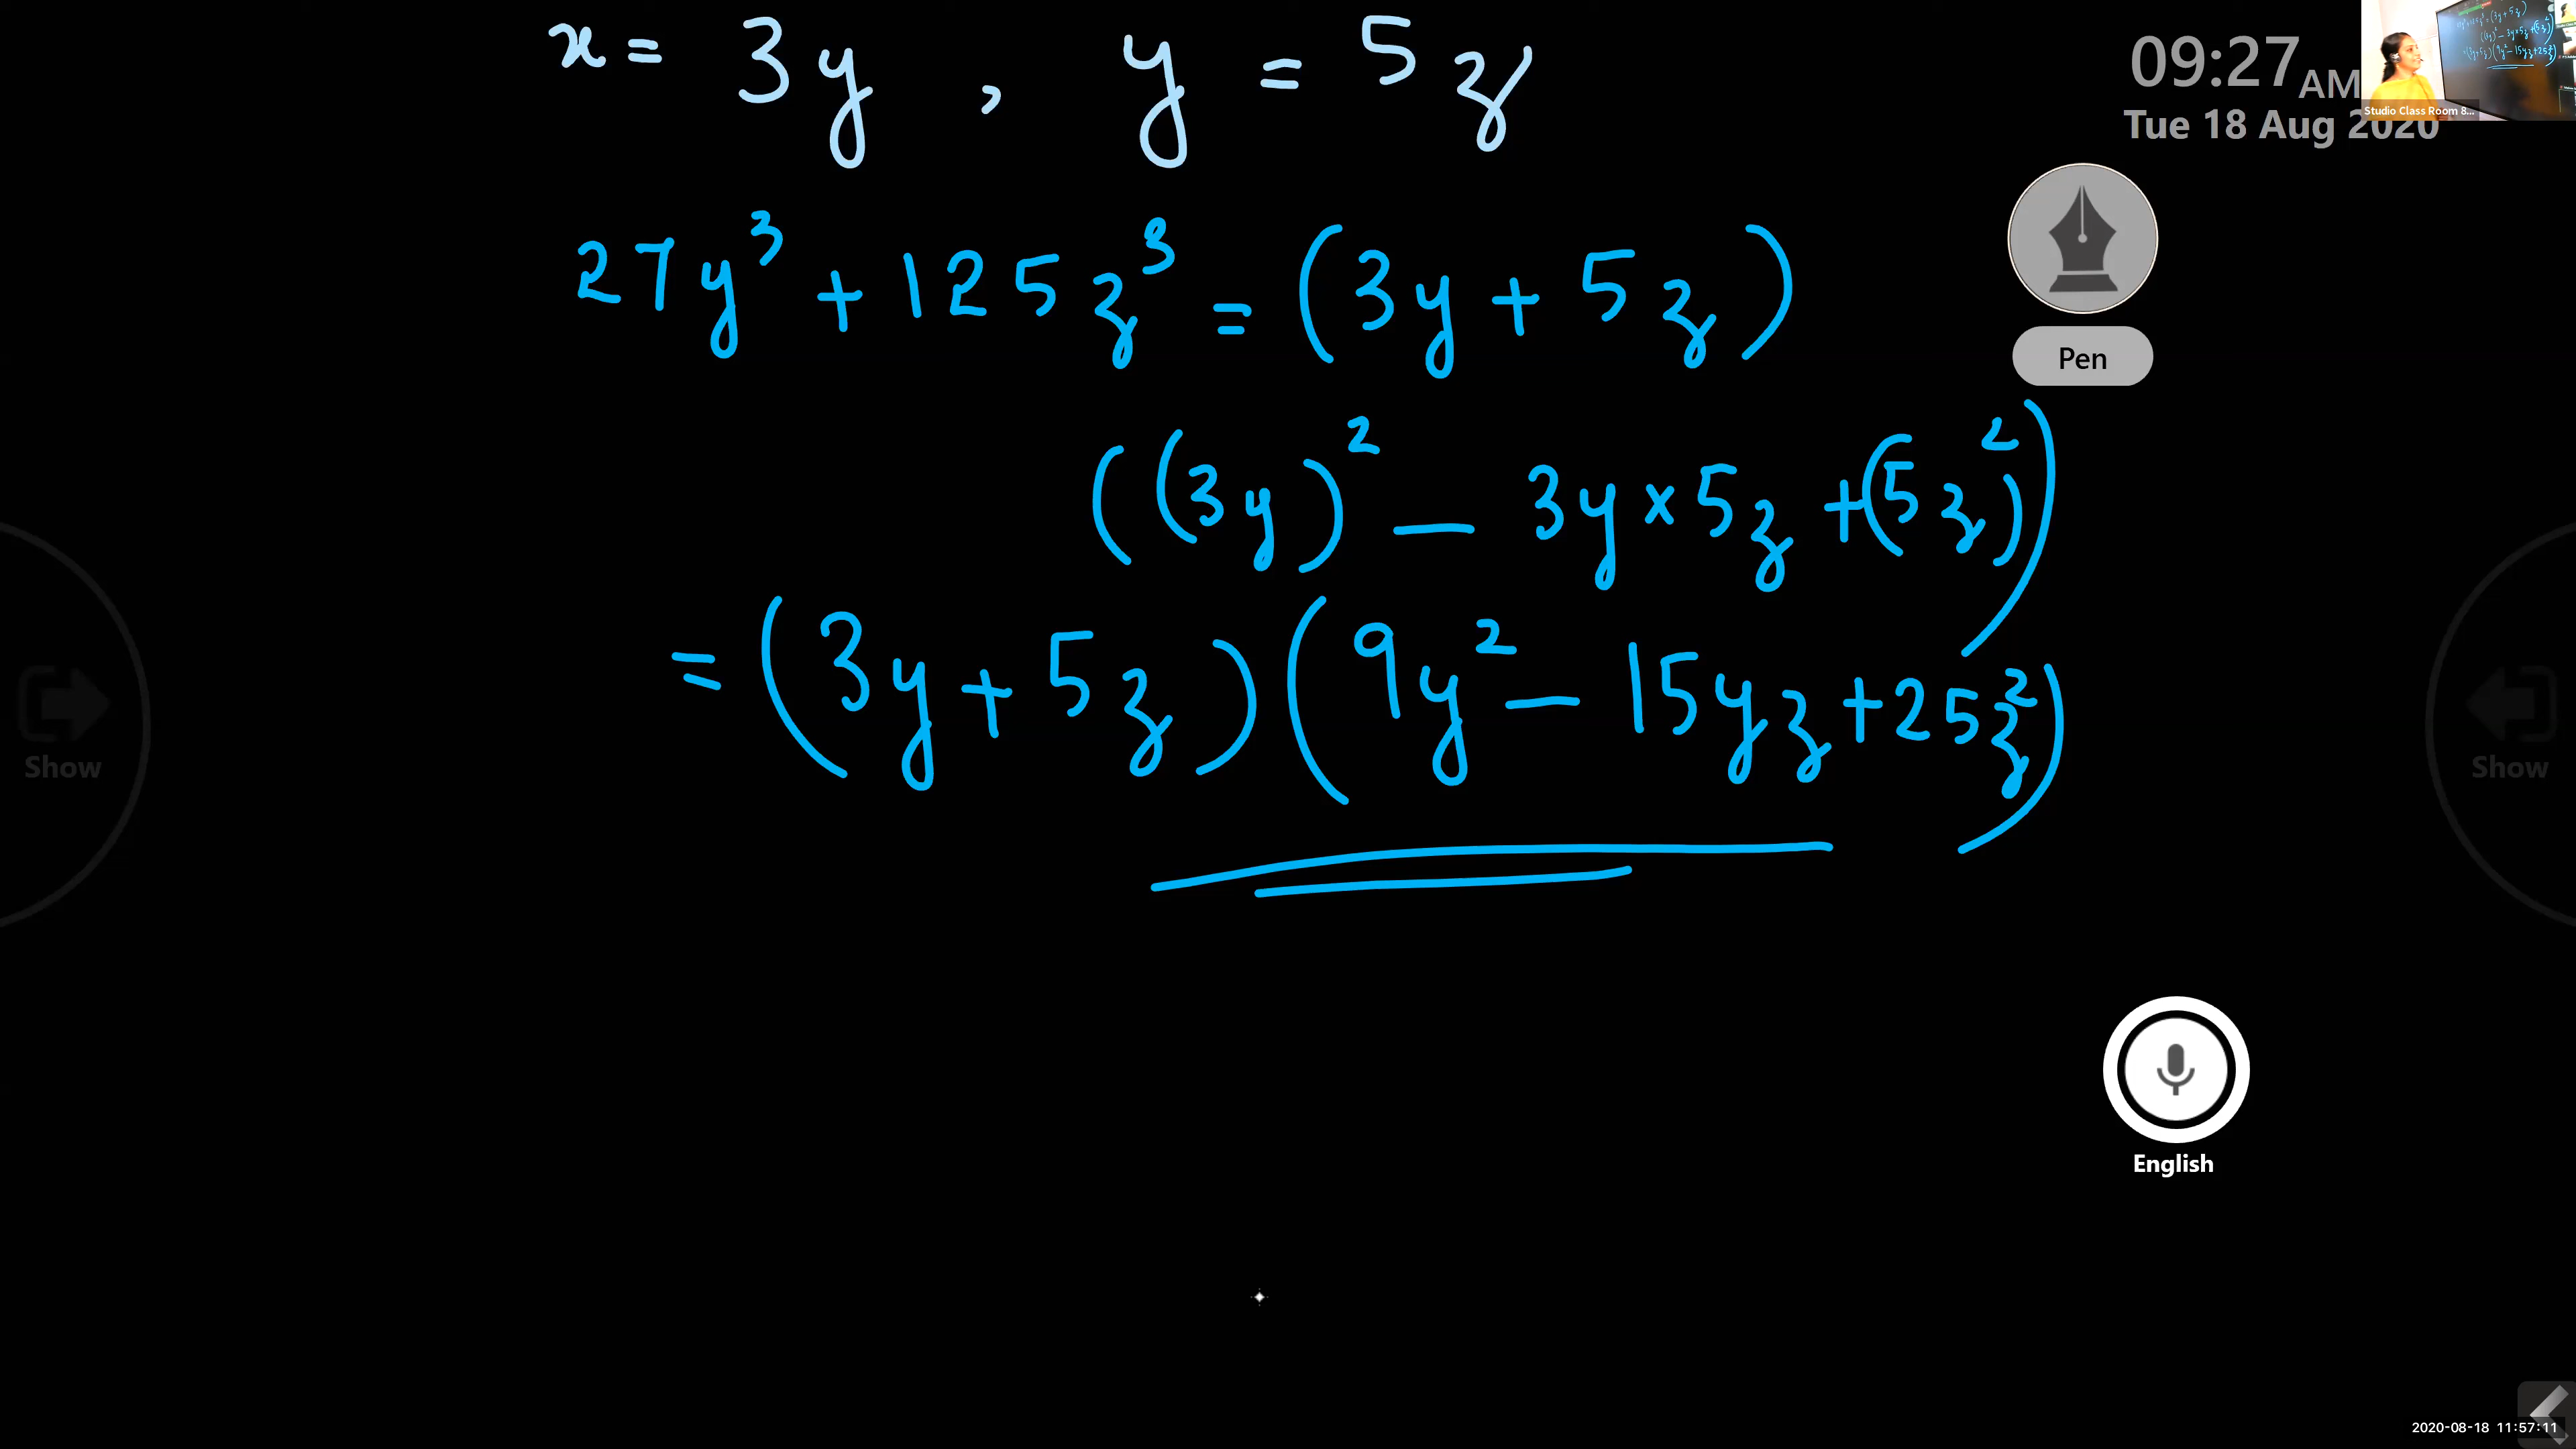 x = 3y , y = 5z
09:27 AM
Tue 18 Aug 2020
Studio Class Room 8...
27y³ + 125z³ = (3y + 5z)
Pen
((3y)² − 3y × 5z + (5z)²)
= (3y + 5z)(9y² − 15yz + 25z²)
Show
Show
English
2020-08-18 11:57:11